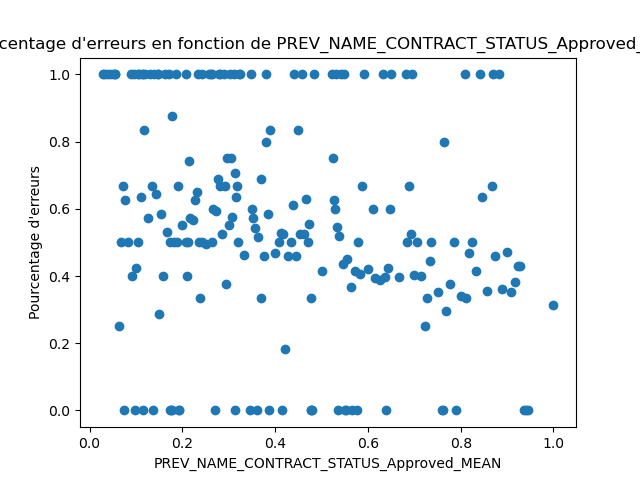 centage d'erreurs en fonction de PREV_NAME_CONTRACT_STATUS_Approved_
1.0
0.8
0.6
0.4
0.2
0.0
Pourcentage d'erreurs
0.0 0.2 0.4 0.6 0.8 1.0
PREV_NAME_CONTRACT_STATUS_Approved_MEAN